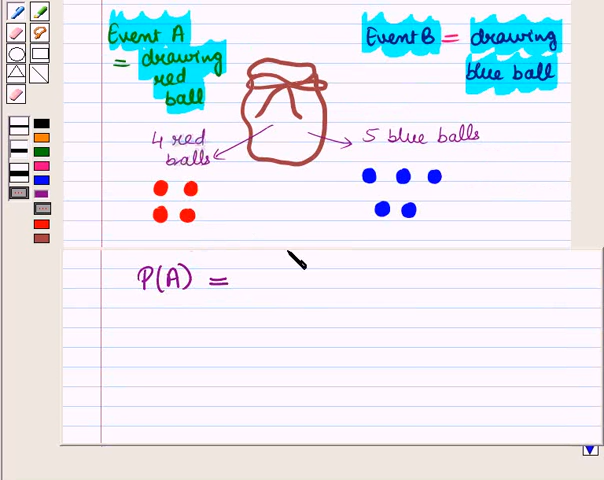 Event A
= drawing
red
ball
Event B = drawing
blue ball
4 red
balls
5 blue balls
P(A) =